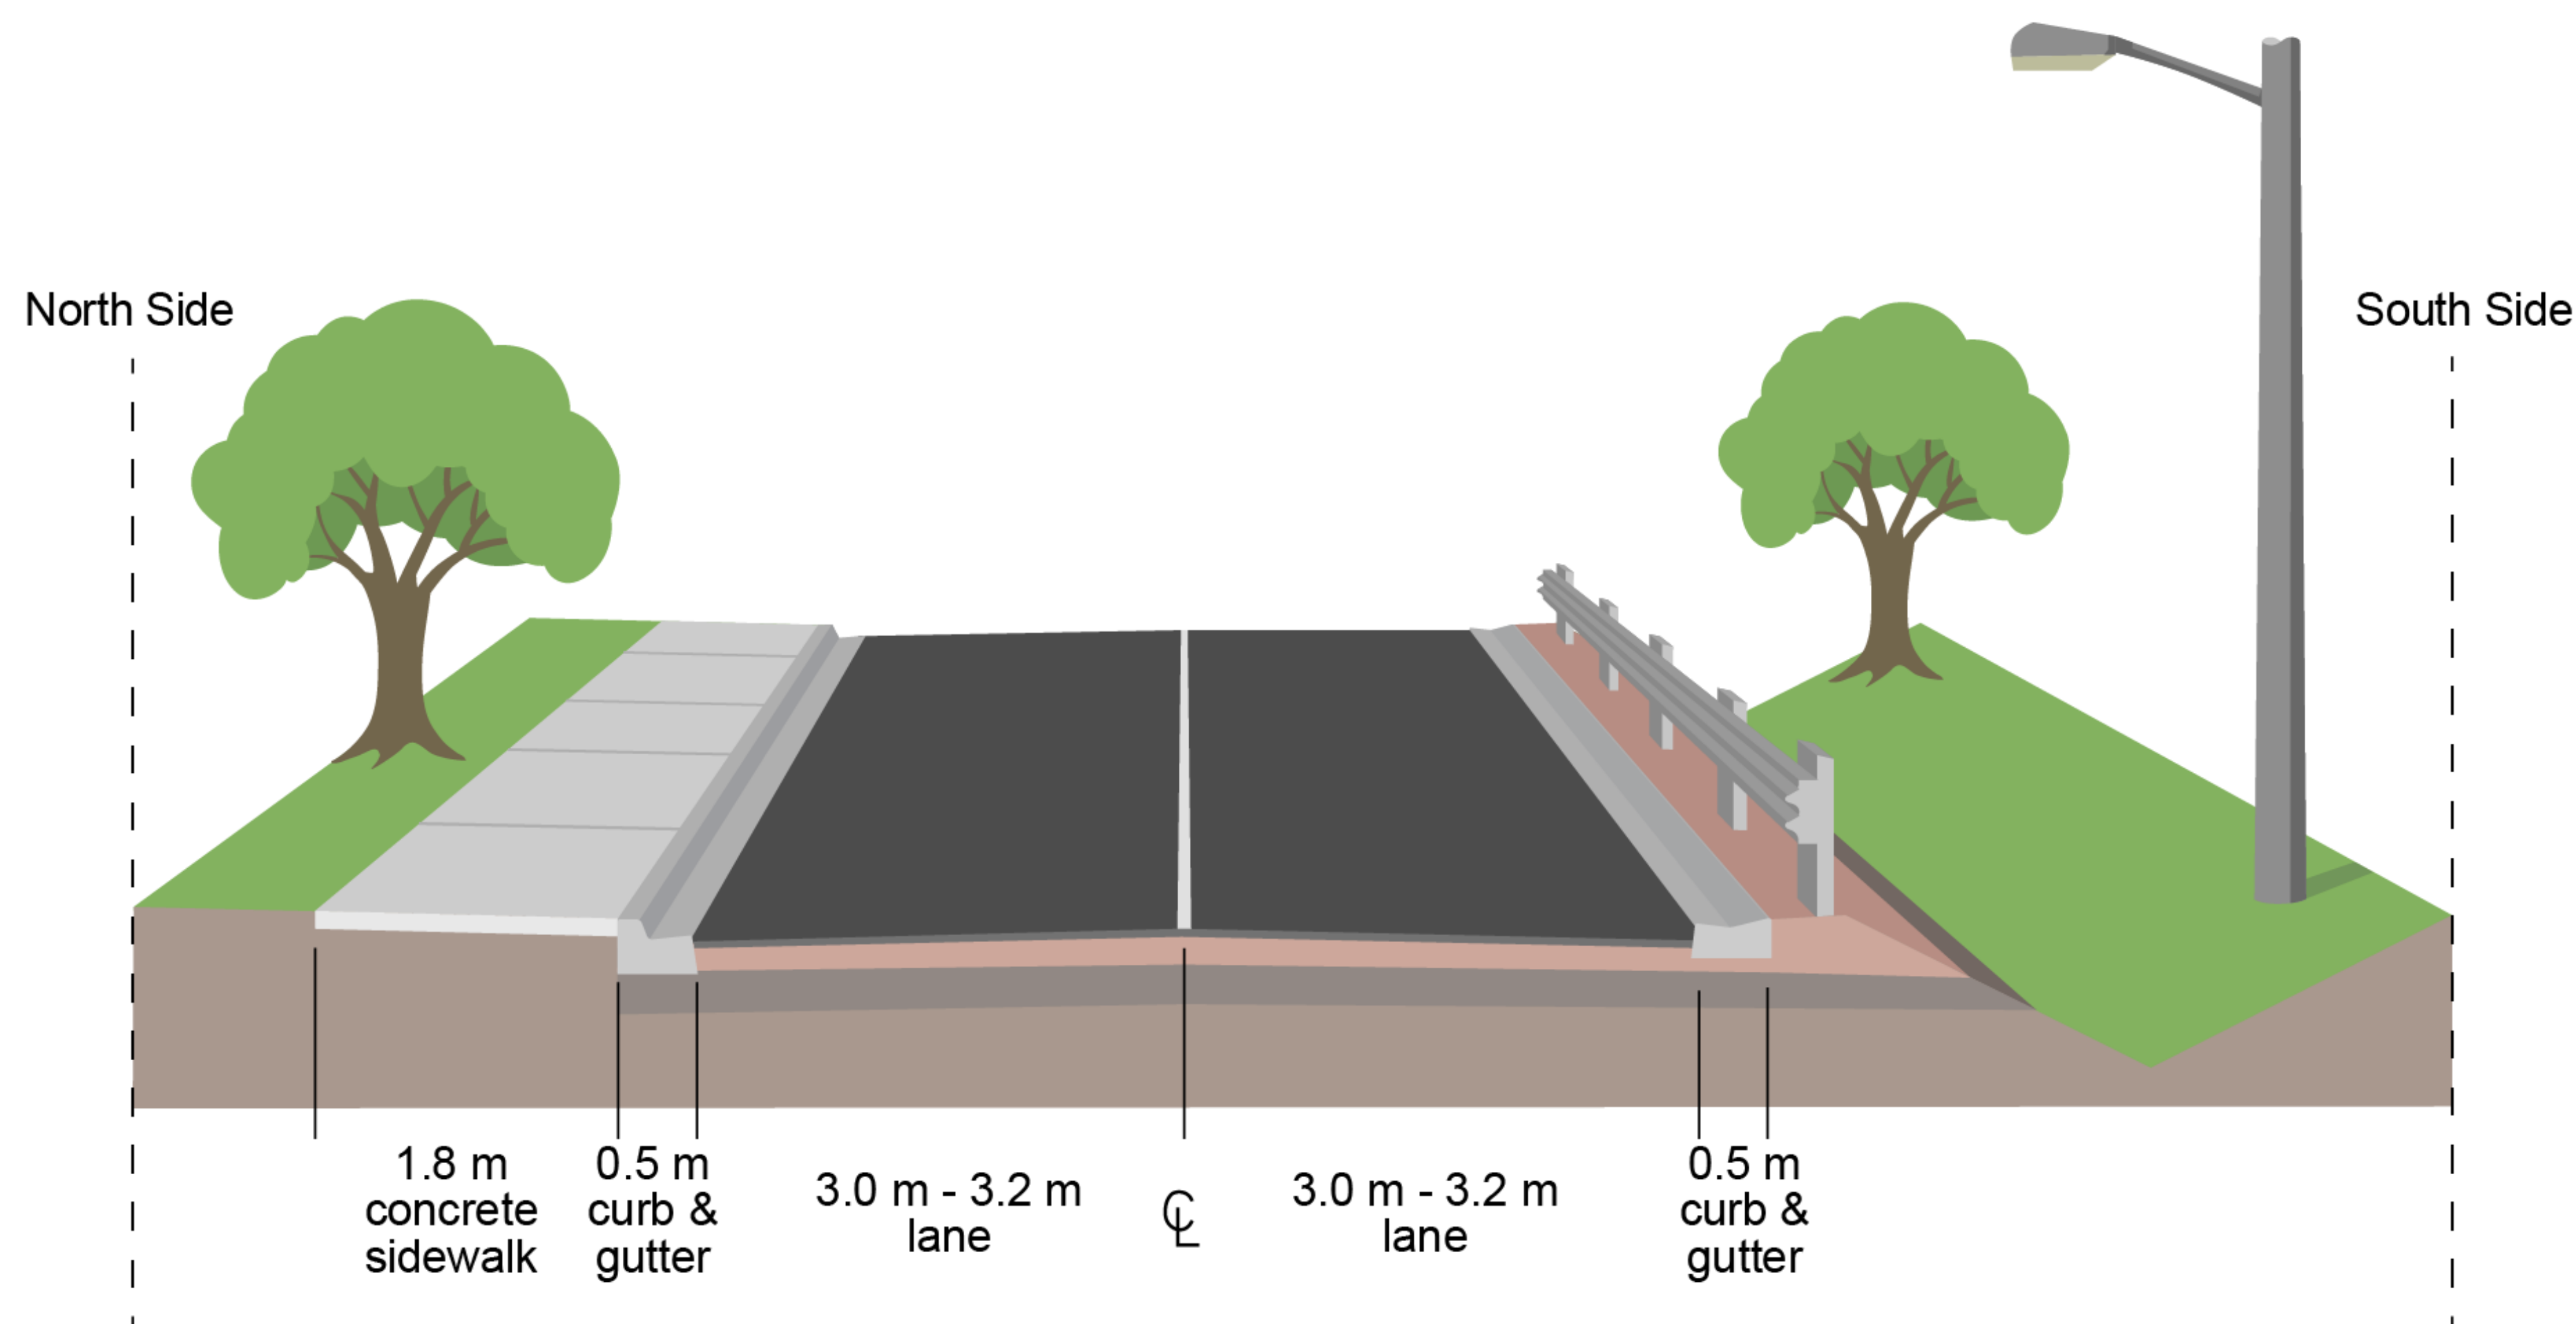 North Side
South Side
1.8 m
concrete
sidewalk
0.5 m
curb &
gutter
3.0 m - 3.2 m
lane
℄
3.0 m - 3.2 m
lane
0.5 m
curb &
gutter